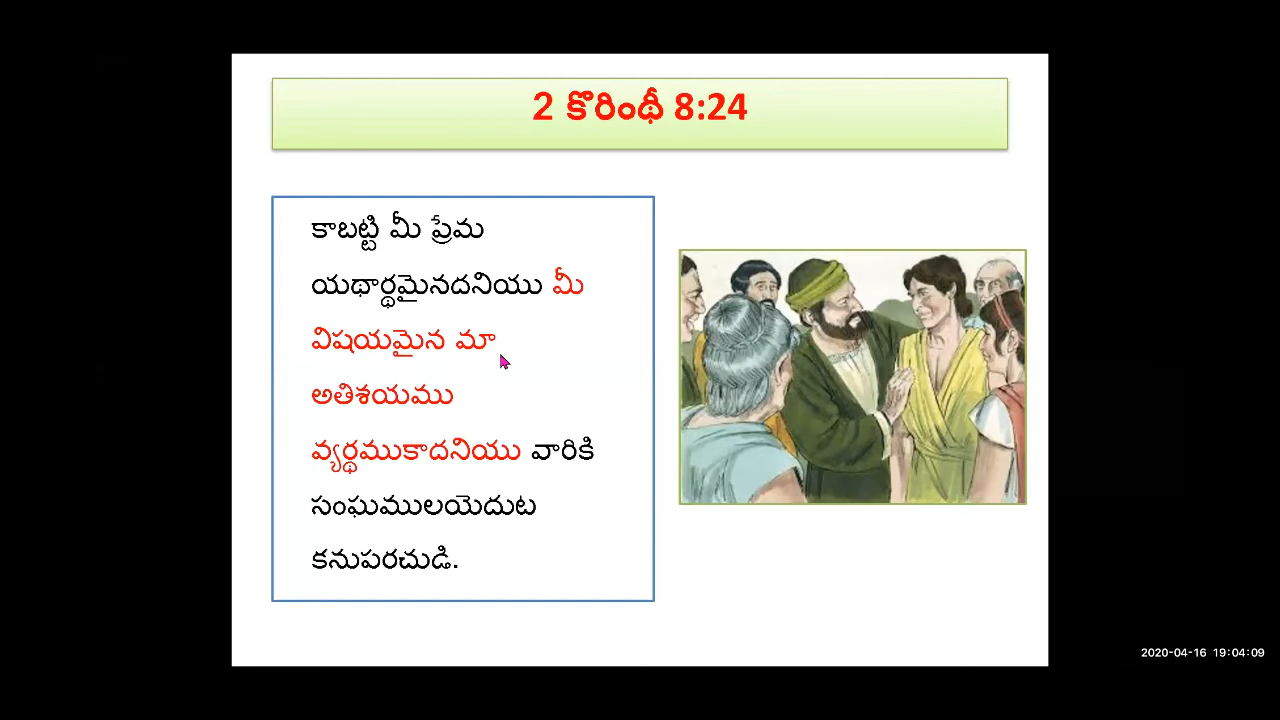 2 కొరింథీ 8:24
కాబట్టి మీ ప్రేమ
యథార్థమైనదనియు మీ
విషయమైన మా
అతిశయము
వ్యర్థముకాదనియు వారికి
సంఘములయెదుట
కనుపరచుడి.
2020-04-16 19:04:09